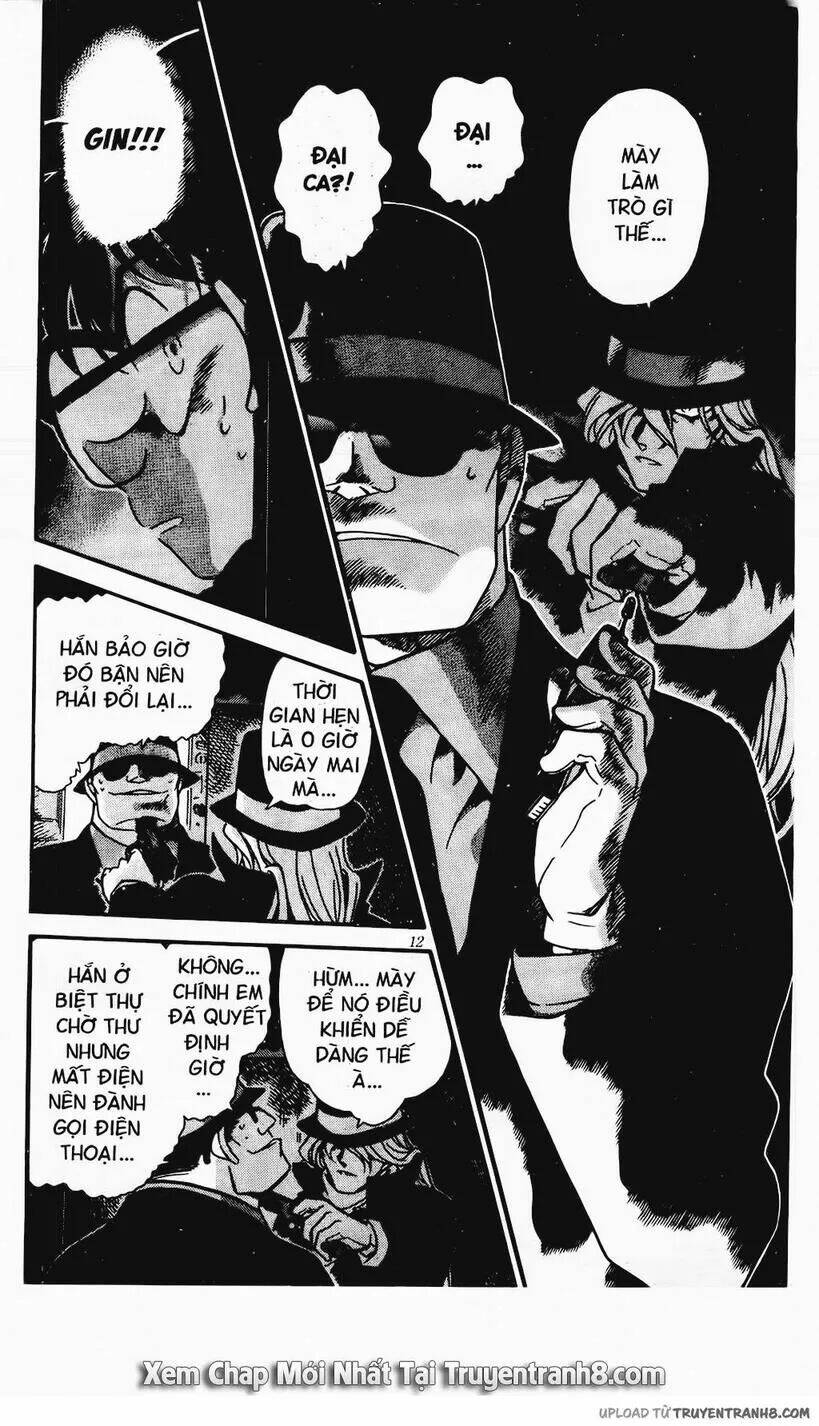 MÀY
LÀM
TRÒ GÌ
THẾ...
ĐẠI
...
ĐẠI
CA?!
GIN!!!
THỜI
GIAN HẸN
LÀ 0 GIỜ
NGÀY MAI
MÀ...
HẮN BẢO GIỜ
ĐÓ BẬN NÊN
PHẢI ĐỔI LẠI...
12
HỪM... MÀY
ĐỂ NÓ ĐIỀU
KHIỂN DỄ
DÀNG THẾ
À...
KHÔNG...
CHÍNH EM
ĐÃ QUYẾT
ĐỊNH
GIỜ
...
HẮN Ở
BIỆT THỰ
CHỜ THƯ
NHƯNG
MẤT ĐIỆN
NÊN ĐÀNH
GỌI ĐIỆN
THOẠI...
Xem Chap Mới Nhất Tại Truyentranh8.com
UPLOAD TỪ TRUYENTRANH8.COM